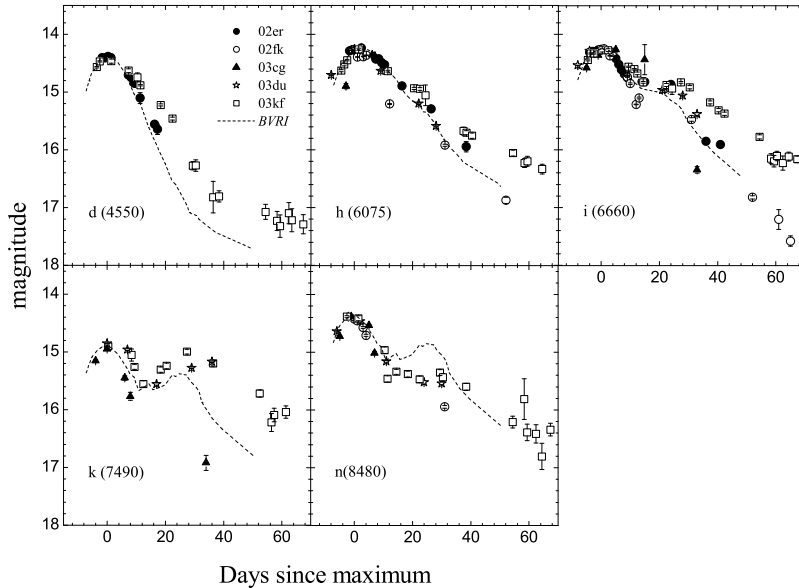 14
15
16
17
18
02er
02fk
03cg
03du
03kf
BVRI
d (4550)
h (6075)
i (6660)
magnitude
14
15
16
17
18
k (7490)
n(8480)
0 20 40 60
0 20 40 60
0 20 40 60
Days since maximum